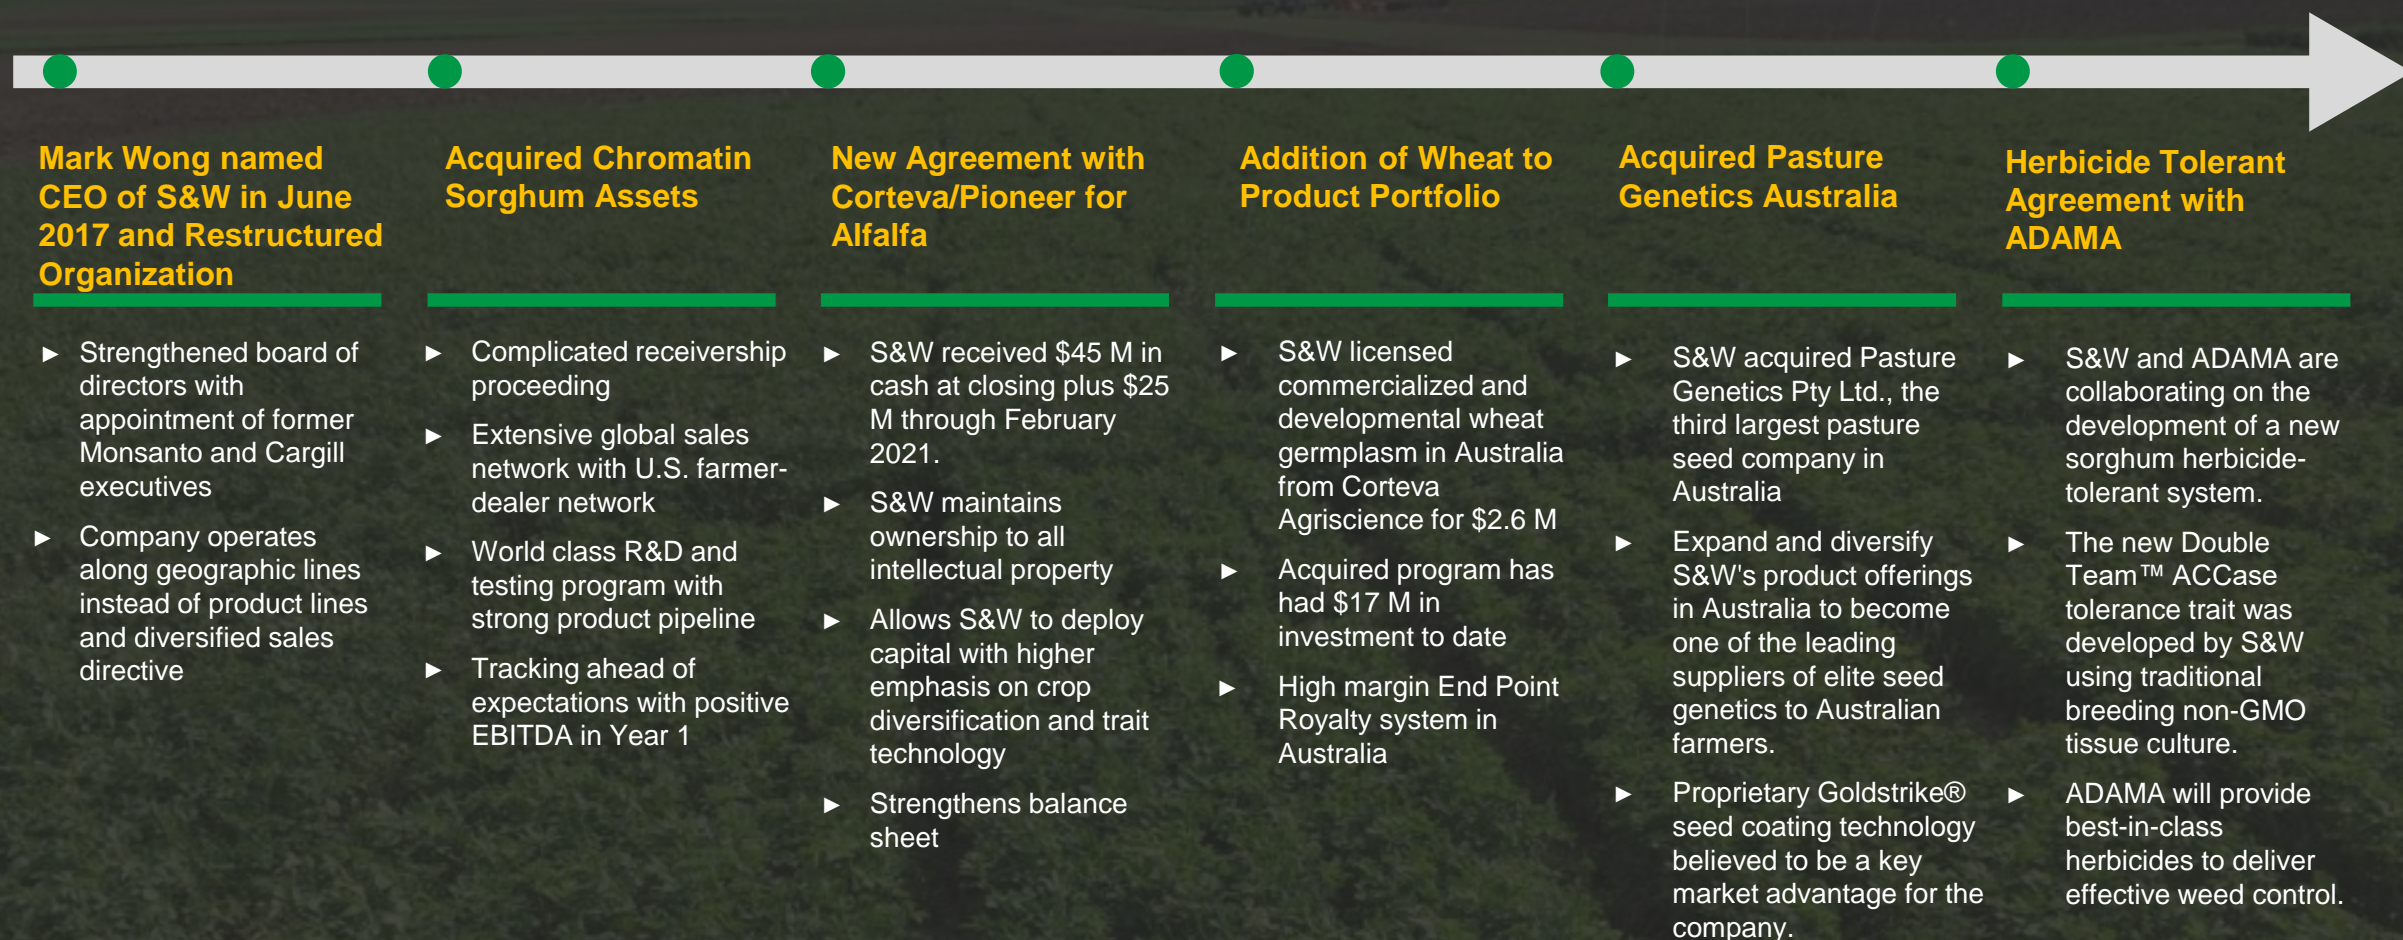 Mark Wong named
CEO of S&W in June
2017 and Restructured
Organization
► Strengthened board of
directors with
appointment of former
Monsanto and Cargill
executives
► Company operates
along geographic lines
instead of product lines
and diversified sales
directive
Acquired Chromatin
Sorghum Assets
► Complicated receivership
proceeding
► Extensive global sales
network with U.S. farmer-
dealer network
► World class R&D and
testing program with
strong product pipeline
► Tracking ahead of
expectations with positive
EBITDA in Year 1
New Agreement with
Corteva/Pioneer for
Alfalfa
► S&W received $45 M in
cash at closing plus $25
M through February
2021.
► S&W maintains
ownership to all
intellectual property
► Allows S&W to deploy
capital with higher
emphasis on crop
diversification and trait
technology
► Strengthens balance
sheet
Addition of Wheat to
Product Portfolio
► S&W licensed
commercialized and
developmental wheat
germplasm in Australia
from Corteva
Agriscience for $2.6 M
► Acquired program has
had $17 M in
investment to date
► High margin End Point
Royalty system in
Australia
Acquired Pasture
Genetics Australia
► S&W acquired Pasture
Genetics Pty Ltd., the
third largest pasture
seed company in
Australia
► Expand and diversify
S&W's product offerings
in Australia to become
one of the leading
suppliers of elite seed
genetics to Australian
farmers.
► Proprietary Goldstrike®
seed coating technology
believed to be a key
market advantage for the
company.
Herbicide Tolerant
Agreement with
ADAMA
► S&W and ADAMA are
collaborating on the
development of a new
sorghum herbicide-
tolerant system.
► The new Double
Team™ ACCase
tolerance trait was
developed by S&W
using traditional
breeding non-GMO
tissue culture.
► ADAMA will provide
best-in-class
herbicides to deliver
effective weed control.